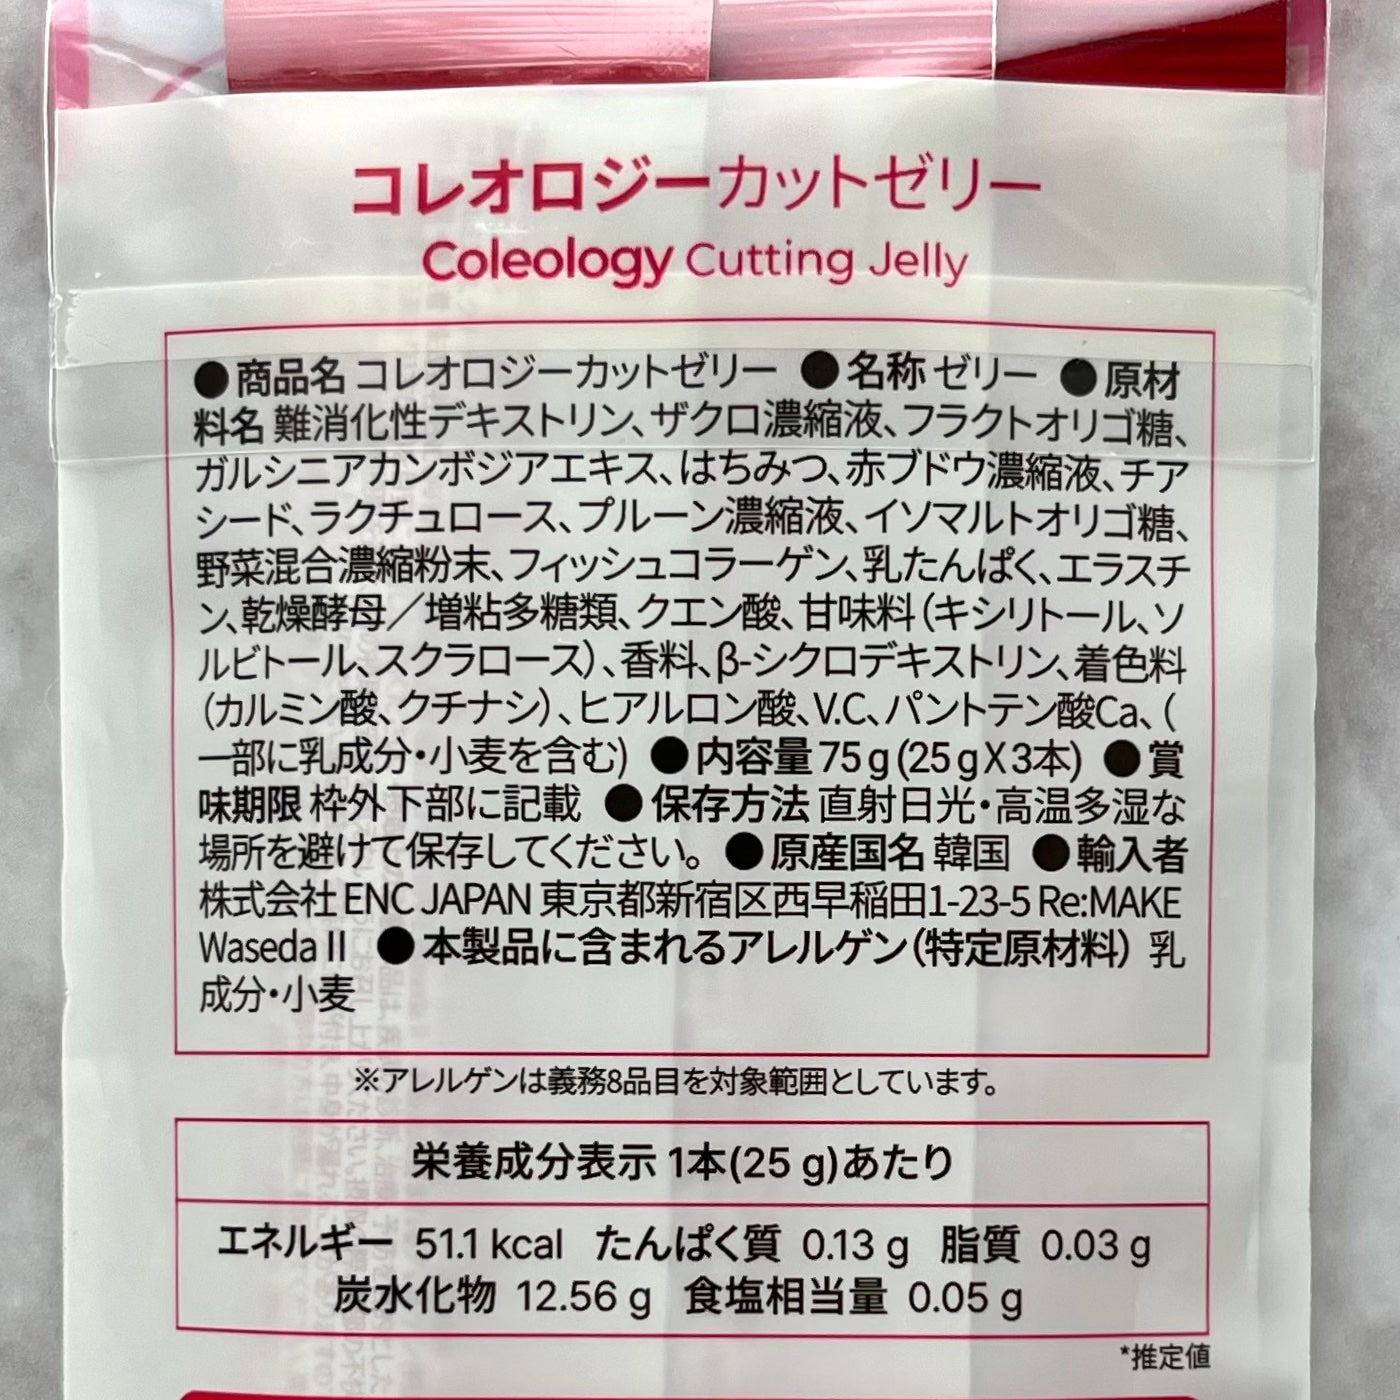 コレオロジーカットゼリー
Coleology Cutting Jelly
●商品名 コレオロジーカットゼリー ●名称 ゼリー ●原材
料名 難消化性デキストリン、ザクロ濃縮液、フラクトオリゴ糖、
ガルシニアカンボジアエキス、はちみつ、赤ブドウ濃縮液、チア
シード、ラクチュロース、プルーン濃縮液、イソマルトオリゴ糖、
野菜混合濃縮粉末、フィッシュコラーゲン、乳たんぱく、エラスチ
ン、乾燥酵母／増粘多糖類、クエン酸、甘味料（キシリトール、ソ
ルビトール、スクラロース）、香料、β-シクロデキストリン、着色料
（カルミン酸、クチナシ）、ヒアルロン酸、V.C、パントテン酸Ca、（
一部に乳成分・小麦を含む) ●内容量 75g (25gX3本) ●賞
味期限 枠外下部に記載 ●保存方法 直射日光・高温多湿な
場所を避けて保存してください。 ●原産国名 韓国 ●輸入者
株式会社 ENC JAPAN 東京都新宿区西早稲田1-23-5 Re:MAKE
Waseda II ●本製品に含まれるアレルゲン（特定原材料） 乳
成分・小麦
※アレルゲンは義務8品目を対象範囲としています。
栄養成分表示 1本(25 g)あたり
エネルギー 51.1 kcal たんぱく質 0.13 g 脂質 0.03 g
炭水化物 12.56 g 食塩相当量 0.05 g
*推定値